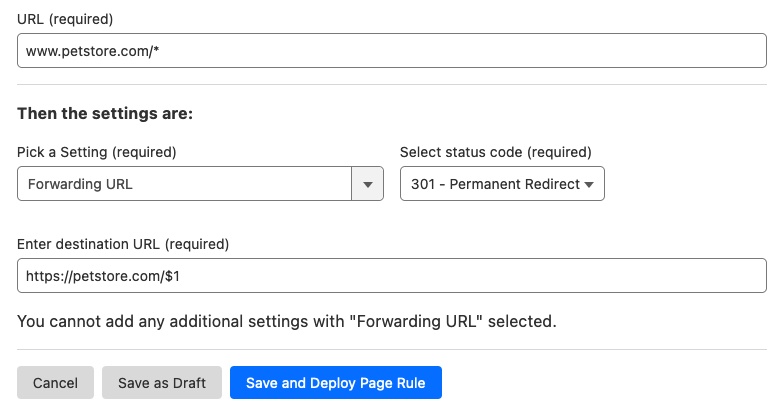 URL (required)
www.petstore.com/*
Then the settings are:
Pick a Setting (required)
Select status code (required)
Forwarding URL
301 - Permanent Redirect
Enter destination URL (required)
https://petstore.com/$1
You cannot add any additional settings with "Forwarding URL" selected.
Cancel
Save as Draft
Save and Deploy Page Rule